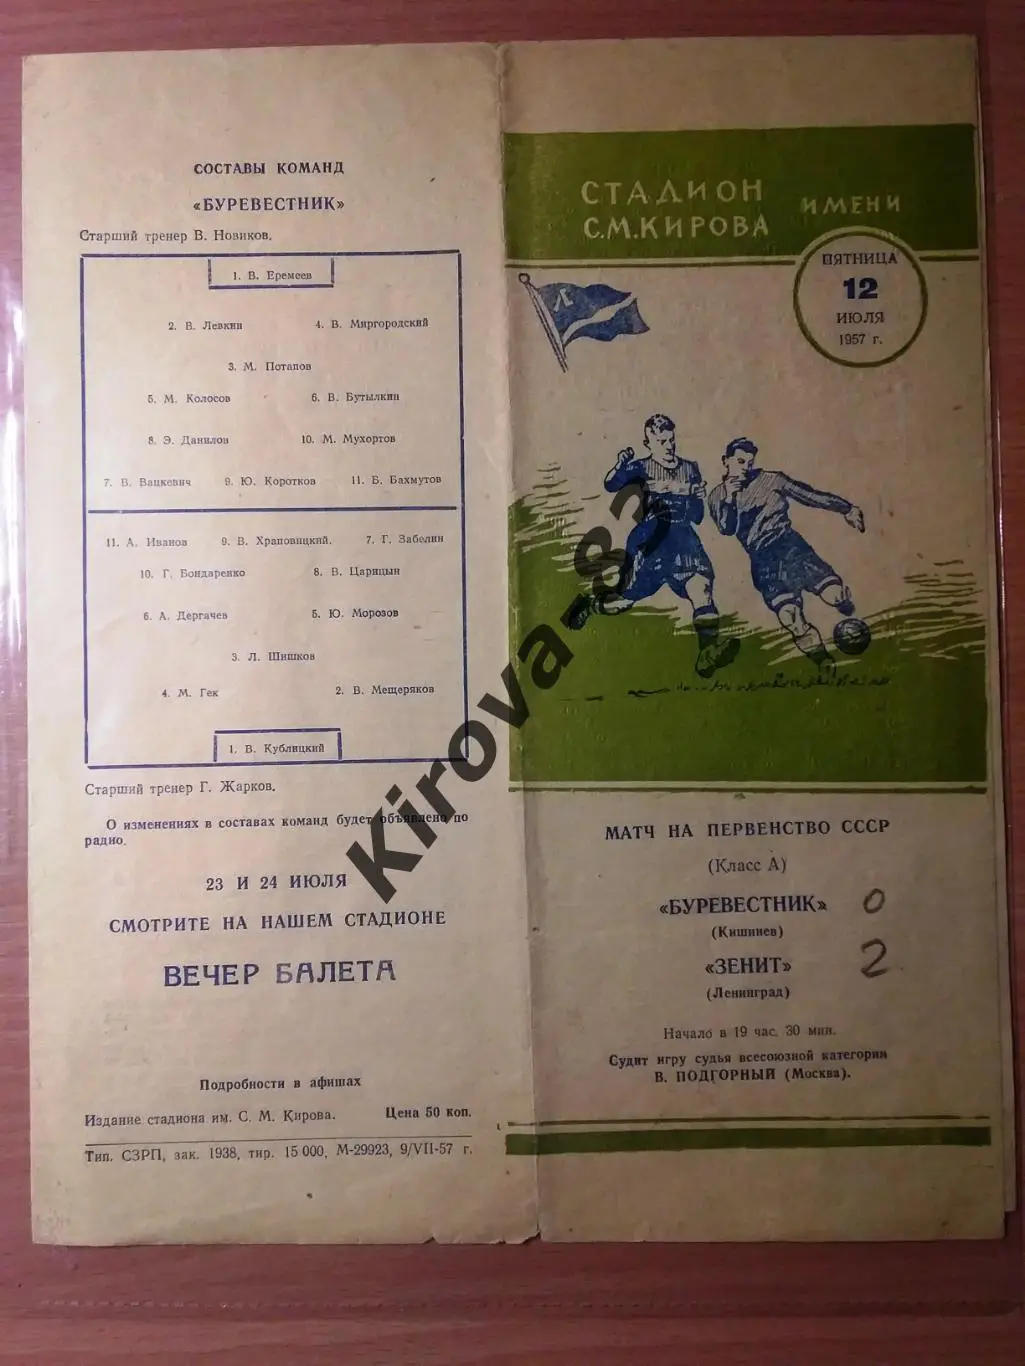 СОСТАВЫ КОМАНД
«БУРЕВЕСТНИК»
Старший тренер В. Новиков.
1. В. Еремеев
2. В. Левкин 4. В. Миргородский
3. М. Потапов
5. М. Колосов 6. В. Бутылкин
8. Э. Данилов 10. М. Мухортов
7. В. Вацкевич 9. Ю. Коротков 11. Б. Бахмутов
11. А. Иванов 9. В. Храповицкий. 7. Г. Забелин
10. Г. Бондаренко 8. В. Царицын
6. А. Дергачев 5. Ю. Морозов
3. Л. Шишков
4. М. Гек 2. В. Мещеряков
1. В. Кублицкий
Старший тренер Г. Жарков.
О изменениях в составах команд будет объявлено по
радио.
23 И 24 ИЮЛЯ
СМОТРИТЕ НА НАШЕМ СТАДИОНЕ
ВЕЧЕР БАЛЕТА
Подробности в афишах
Издание стадиона им. С. М. Кирова. Цена 50 коп.
Тип. СЗРП, зак. 1938, тир. 15 000, М-29923, 9/VII-57 г.
СТАДИОН ИМЕНИ
С.М.КИРОВА
ПЯТНИЦА
12
ИЮЛЯ
1957 г.
Л
МАТЧ НА ПЕРВЕНСТВО СССР
(Класс А)
«БУРЕВЕСТНИК» 0
(Кишинев)
«ЗЕНИТ» 2
(Ленинград)
Начало в 19 час. 30 мин.
Судит игру судья всесоюзной категории
В. ПОДГОРНЫЙ (Москва).
Kirova-83